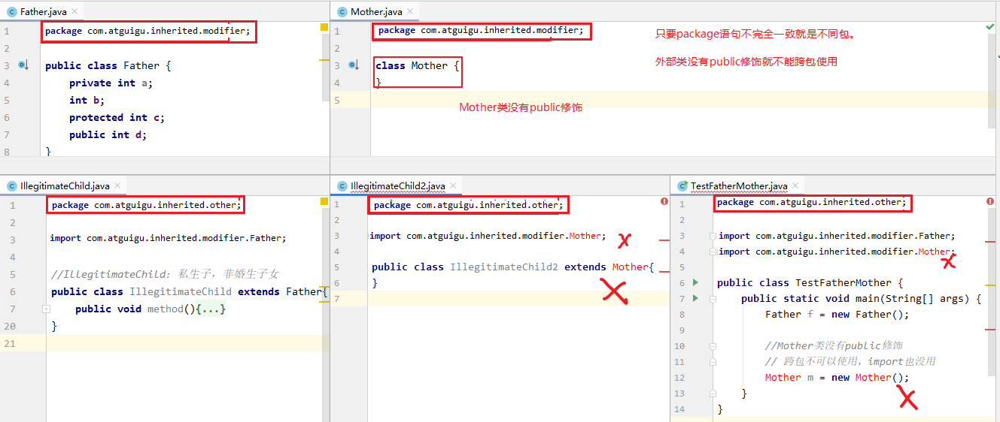 Father.java
1 package com.atguigu.inherited.modifier;
2
3 public class Father {
4 private int a;
5 int b;
6 protected int c;
7 public int d;
8 }
Mother.java
1 package com.atguigu.inherited.modifier;
2
3 class Mother {
4 }
5
只要package语句不完全一致就是不同包。
外部类没有public修饰就不能跨包使用
Mother类没有public修饰
IllegitimateChild.java
1 package com.atguigu.inherited.other;
2
3 import com.atguigu.inherited.modifier.Father;
4
5 //IllegitimateChild: 私生子，非婚生子女
6 public class IllegitimateChild extends Father{
7 public void method(){...}
20 }
21
IllegitimateChild2.java
1 package com.atguigu.inherited.other;
2
3 import com.atguigu.inherited.modifier.Mother;
4
5 public class IllegitimateChild2 extends Mother{
6 }
7
TestFatherMother.java
1 package com.atguigu.inherited.other;
2
3 import com.atguigu.inherited.modifier.Father;
4 import com.atguigu.inherited.modifier.Mother;
5
6 public class TestFatherMother {
7 public static void main(String[] args) {
8 Father f = new Father();
9
10 //Mother类没有public修饰
11 // 跨包不可以使用，import也没用
12 Mother m = new Mother();
13 }
14 }